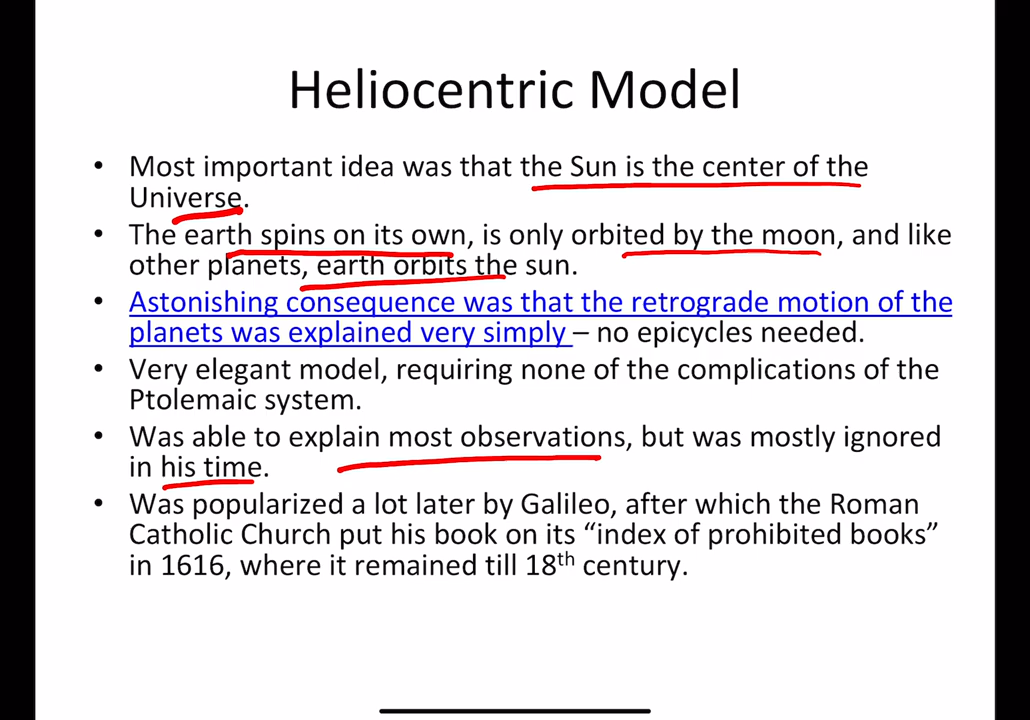 Heliocentric Model
• Most important idea was that the Sun is the center of the
Universe.
• The earth spins on its own, is only orbited by the moon, and like
other planets, earth orbits the sun.
• Astonishing consequence was that the retrograde motion of the
planets was explained very simply – no epicycles needed.
• Very elegant model, requiring none of the complications of the
Ptolemaic system.
• Was able to explain most observations, but was mostly ignored
in his time.
• Was popularized a lot later by Galileo, after which the Roman
Catholic Church put his book on its “index of prohibited books”
in 1616, where it remained till 18th century.